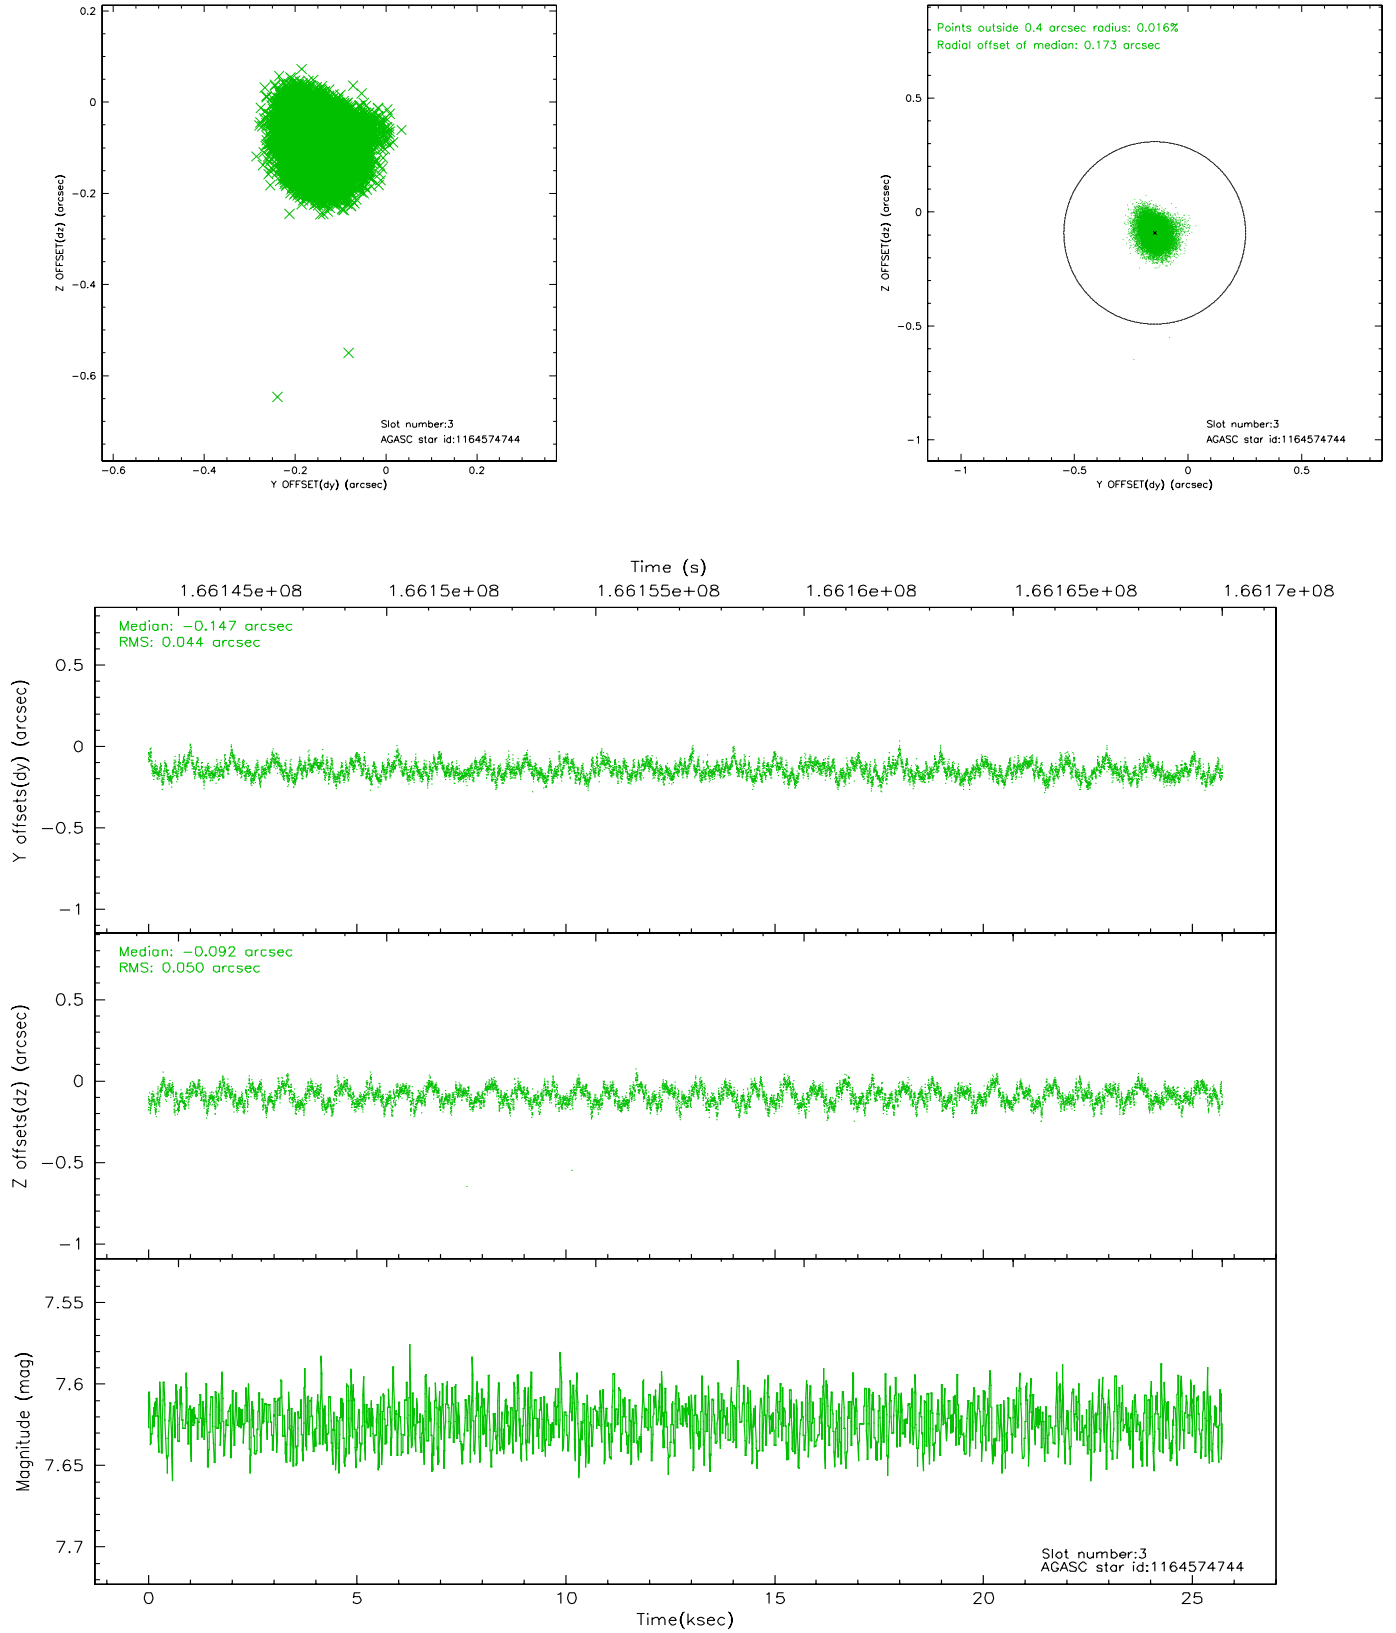 0.2
0
−0.2
−0.4
−0.6
Z OFFSET(dz) (arcsec)
Slot number:3
AGASC star id:1164574744
−0.6 −0.4 −0.2 0 0.2
Y OFFSET(dy) (arcsec)
Points outside 0.4 arcsec radius: 0.016%
Radial offset of median: 0.173 arcsec
0.5
0
−0.5
−1
Z OFFSET(dz) (arcsec)
Slot number:3
AGASC star id:1164574744
−1 −0.5 0 0.5
Y OFFSET(dy) (arcsec)
Time (s)
1.66145e+08 1.6615e+08 1.66155e+08 1.6616e+08 1.66165e+08 1.6617e+08
Median: −0.147 arcsec
RMS: 0.044 arcsec
0.5
0
−0.5
−1
Y offsets(dy) (arcsec)
Median: −0.092 arcsec
RMS: 0.050 arcsec
0.5
0
−0.5
−1
Z offsets(dz) (arcsec)
7.55
7.6
7.65
7.7
Magnitude (mag)
Slot number:3
AGASC star id:1164574744
0 5 10 15 20 25
Time(ksec)